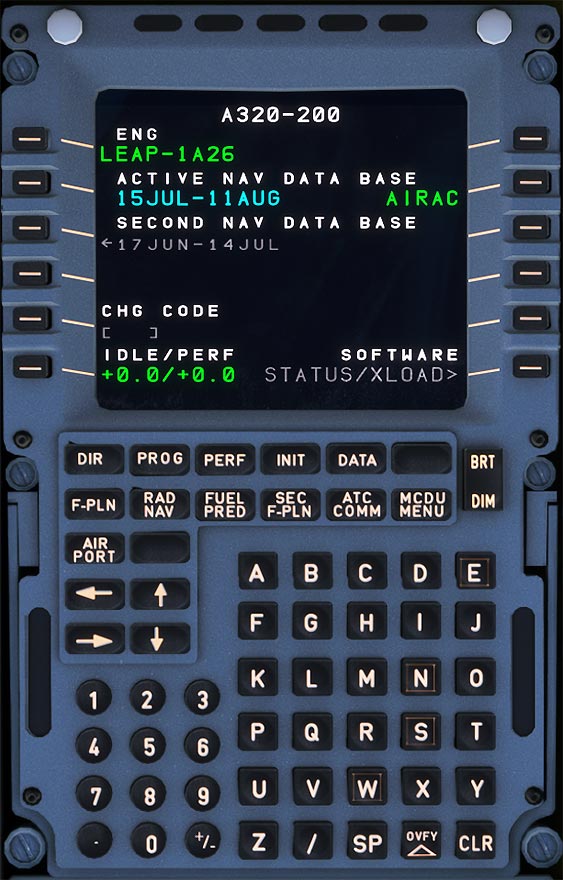 A320-200
ENG
LEAP-1A26
ACTIVE NAV DATA BASE
15JUL-11AUG AIRAC
SECOND NAV DATA BASE
←17JUN-14JUL
CHG CODE
[ ]
IDLE/PERF SOFTWARE
+0.0/+0.0 STATUS/XLOAD>
DIR PROG PERF INIT DATA BRT
F-PLN RAD NAV FUEL PRED SEC F-PLN ATC COMM MCDU MENU DIM
AIR PORT
← ↑
→ ↓
A B C D E
F G H I J
K L M N O
1 2 3
P Q R S T
4 5 6
U V W X Y
7 8 9
Z / SP OVFY △ CLR
. 0 +/-